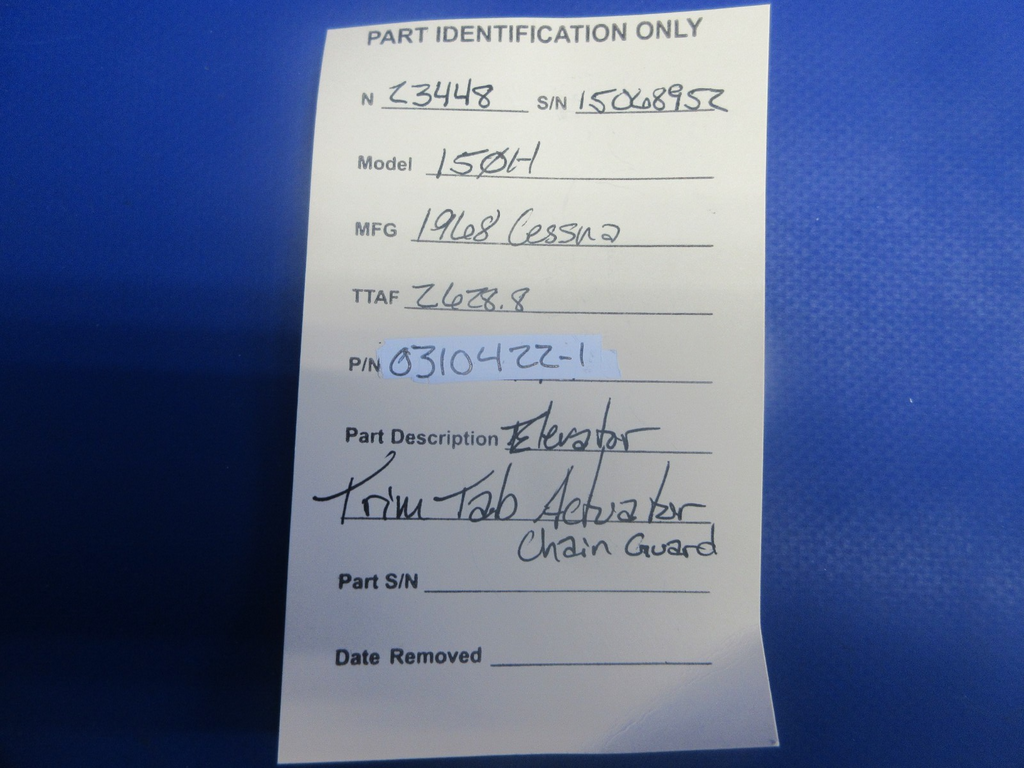 PART IDENTIFICATION ONLY
N 23448 S/N 15068952
Model 150H
MFG 1968 Cessna
TTAF 2628.8
P/N 0310422-1
Part Description Elevator
Trim Tab Actuator
Chain Guard
Part S/N
Date Removed